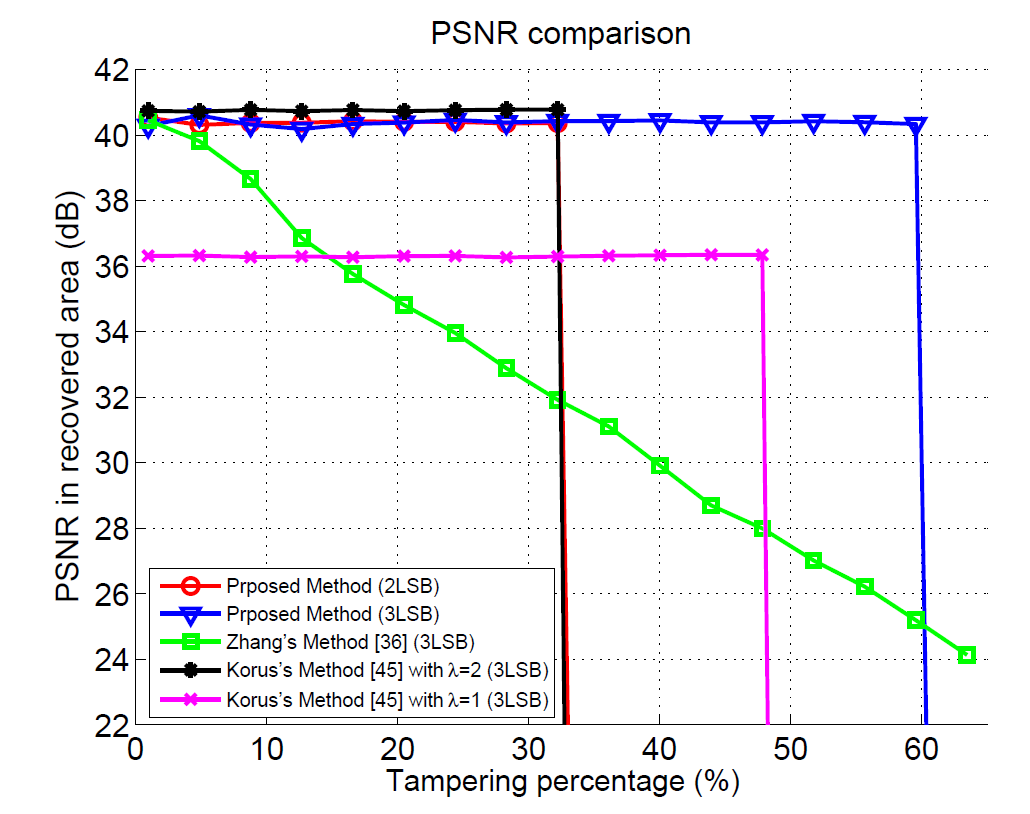 PSNR comparison
PSNR in recovered area (dB)
42
40
38
36
34
32
30
28
26
24
22
Prposed Method (2LSB)
Prposed Method (3LSB)
Zhang's Method [36] (3LSB)
Korus's Method [45] with λ=2 (3LSB)
Korus's Method [45] with λ=1 (3LSB)
0 10 20 30 40 50 60
Tampering percentage (%)